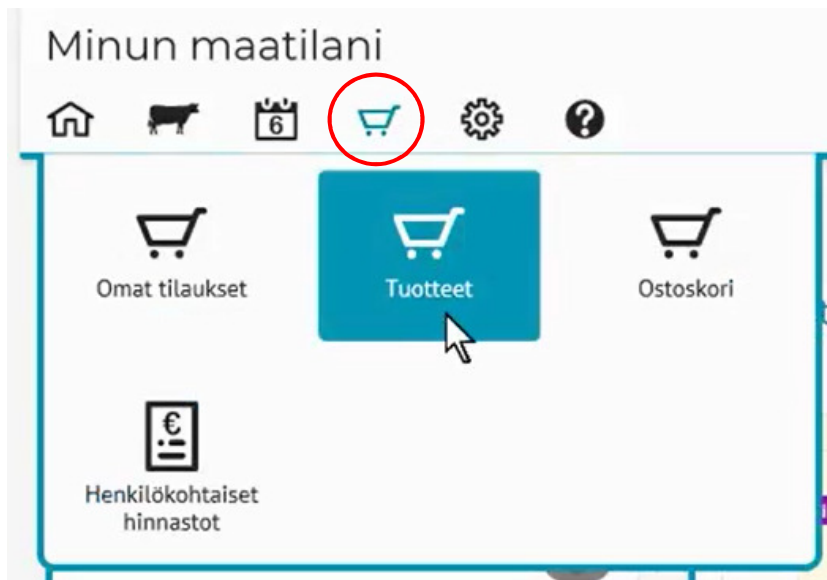 Minun maatilani
6
Omat tilaukset
Tuotteet
Ostoskori
€
Henkilökohtaiset
hinnastot